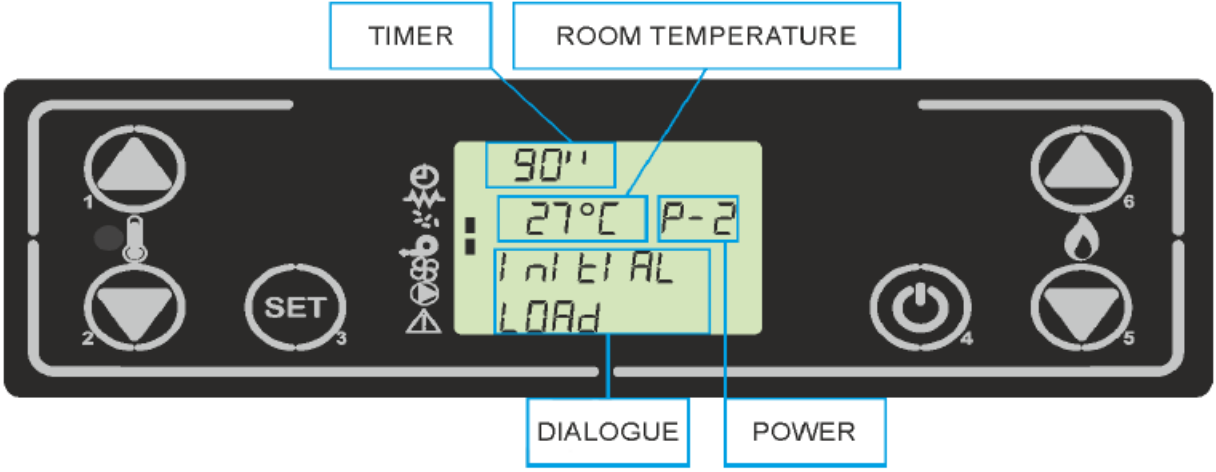 TIMER
ROOM TEMPERATURE
90''
27°C P-2
InItIAL
LOAd
1
2
SET
3
4
5
6
DIALOGUE
POWER